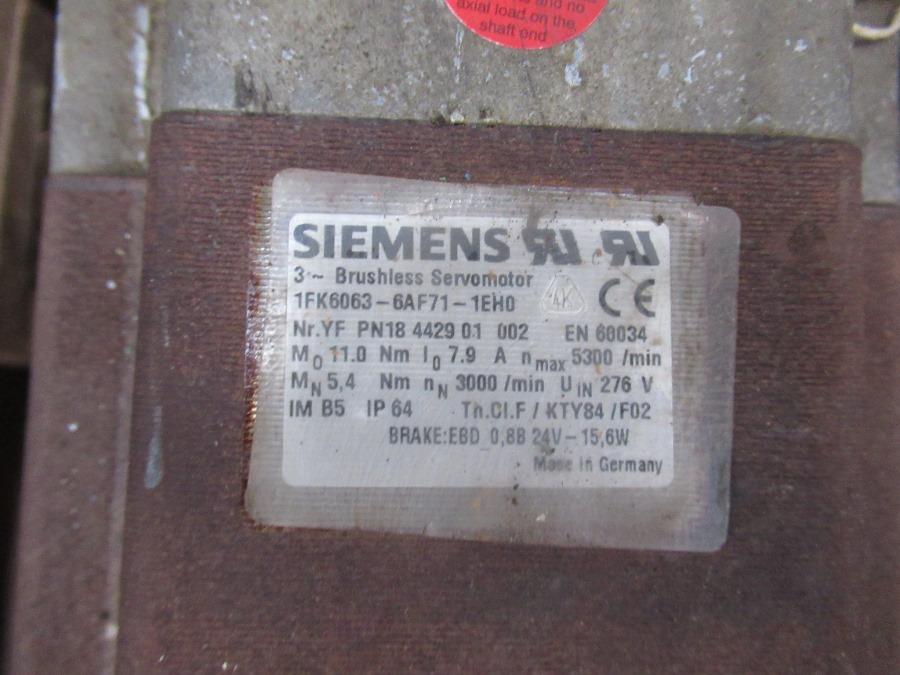 and no
axial load on the
shaft end
SIEMENS
3~ Brushless Servomotor
1FK6063-6AF71-1EH0
CE
Nr.YF PN18 4429 01 002 EN 60034
M0 11.0 Nm I0 7.9 A nmax 5300 /min
MN 5,4 Nm nN 3000 /min UIN 276 V
IM B5 IP 64 Th.Cl.F / KTY84 /F02
BRAKE:EBD 0,8B 24V-15,6W
Made in Germany